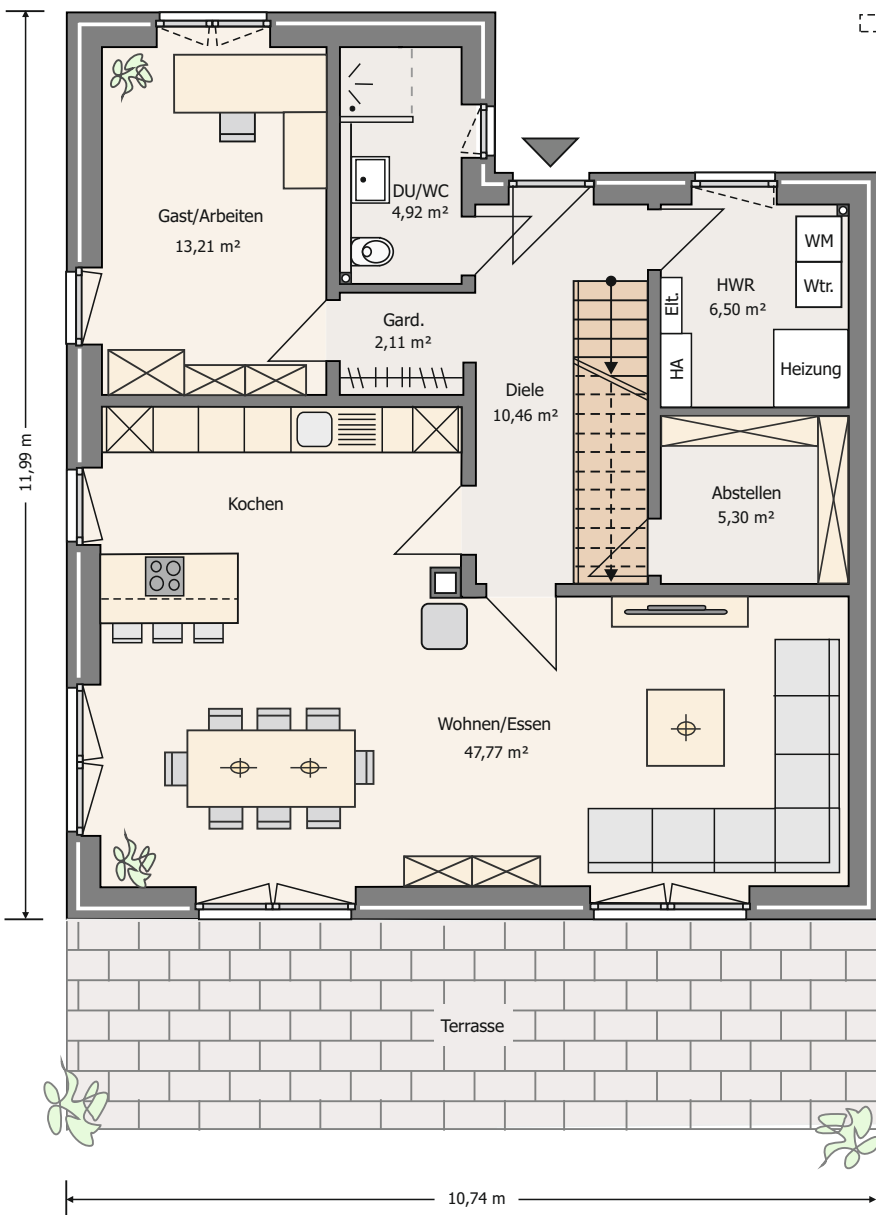 Gast/Arbeiten
13,21 m²
DU/WC
4,92 m²
WM
Wtr.
HWR
6,50 m²
Elt.
HA
Heizung
Gard.
2,11 m²
Diele
10,46 m²
11,99 m
Kochen
Abstellen
5,30 m²
Wohnen/Essen
47,77 m²
Terrasse
10,74 m